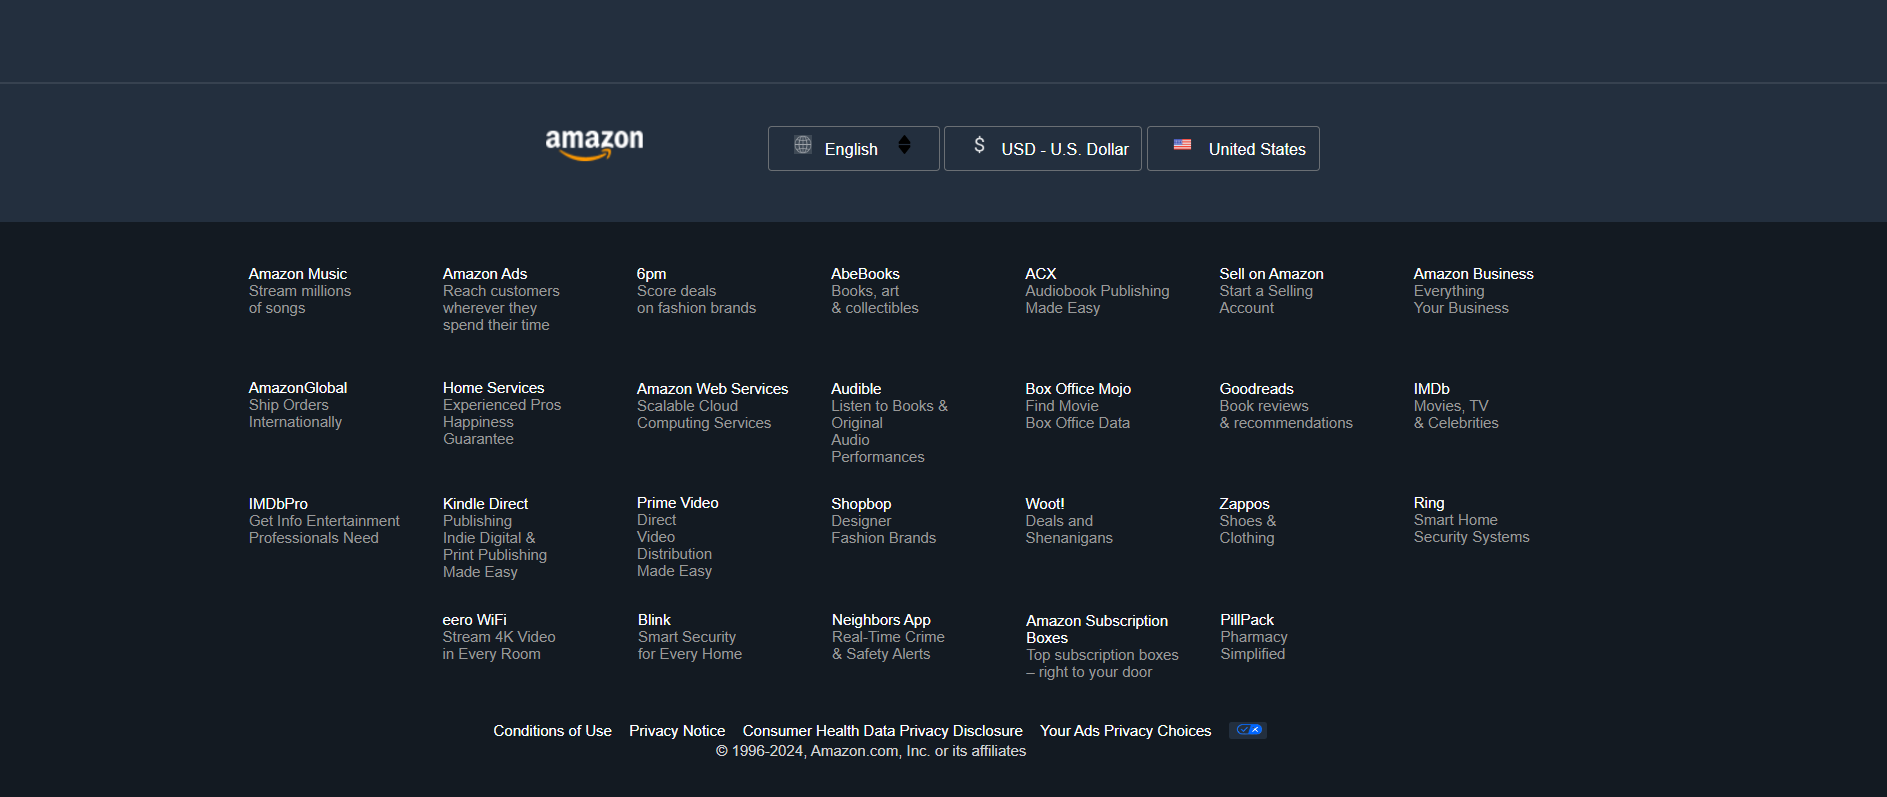 amazon
English
$ USD - U.S. Dollar
United States
Amazon Music
Stream millions
of songs
Amazon Ads
Reach customers
wherever they
spend their time
6pm
Score deals
on fashion brands
AbeBooks
Books, art
& collectibles
ACX
Audiobook Publishing
Made Easy
Sell on Amazon
Start a Selling
Account
Amazon Business
Everything
Your Business
AmazonGlobal
Ship Orders
Internationally
Home Services
Experienced Pros
Happiness
Guarantee
Amazon Web Services
Scalable Cloud
Computing Services
Audible
Listen to Books &
Original
Audio
Performances
Box Office Mojo
Find Movie
Box Office Data
Goodreads
Book reviews
& recommendations
IMDb
Movies, TV
& Celebrities
IMDbPro
Get Info Entertainment
Professionals Need
Kindle Direct
Publishing
Indie Digital &
Print Publishing
Made Easy
Prime Video
Direct
Video
Distribution
Made Easy
Shopbop
Designer
Fashion Brands
Woot!
Deals and
Shenanigans
Zappos
Shoes &
Clothing
Ring
Smart Home
Security Systems
eero WiFi
Stream 4K Video
in Every Room
Blink
Smart Security
for Every Home
Neighbors App
Real-Time Crime
& Safety Alerts
Amazon Subscription
Boxes
Top subscription boxes
– right to your door
PillPack
Pharmacy
Simplified
Conditions of Use Privacy Notice Consumer Health Data Privacy Disclosure Your Ads Privacy Choices
© 1996-2024, Amazon.com, Inc. or its affiliates